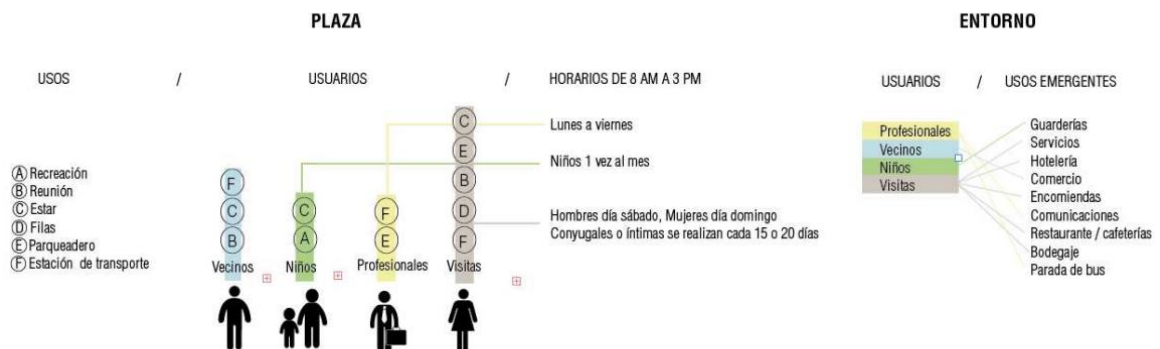 PLAZA
ENTORNO
USOS / USUARIOS / HORARIOS DE 8 AM A 3 PM
USUARIOS / USOS EMERGENTES
Ⓐ Recreación
Ⓑ Reunión
Ⓒ Estar
Ⓓ Filas
Ⓔ Parqueadero
Ⓕ Estación de transporte
F
C
B
Vecinos
C
A
Niños
F
E
Profesionales
C
E
B
D
F
Visitas
Lunes a viernes
Niños 1 vez al mes
Hombres día sábado, Mujeres día domingo
Conyugales o íntimas se realizan cada 15 o 20 días
Profesionales
Vecinos
Niños
Visitas
Guarderías
Servicios
Hotelería
Comercio
Encomiendas
Comunicaciones
Restaurante / cafeterías
Bodegaje
Parada de bus